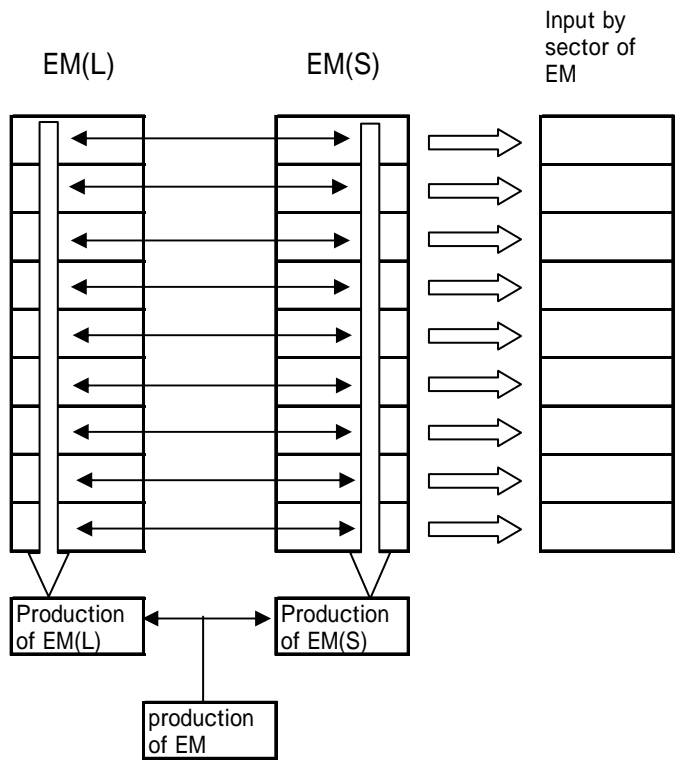 EM(L)
EM(S)
Input by
sector of
EM
Production
of EM(L)
Production
of EM(S)
production
of EM